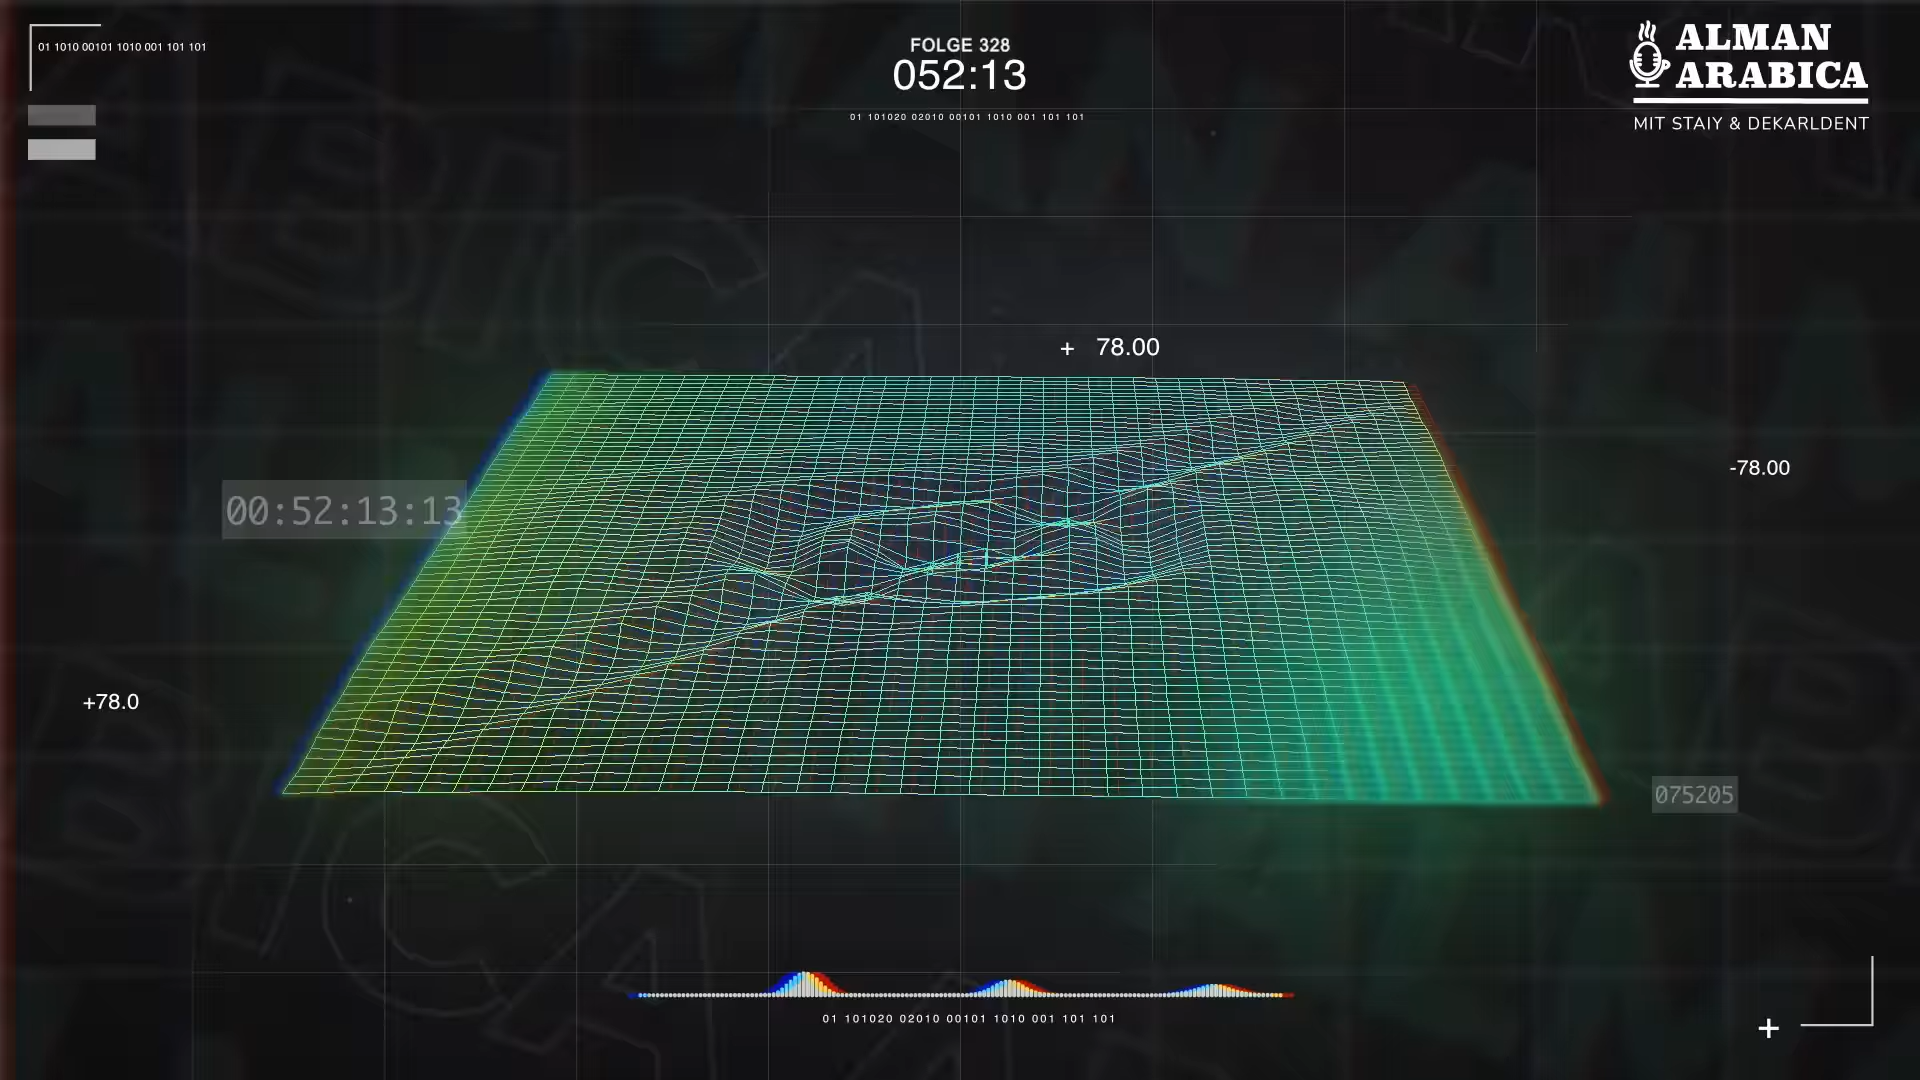 01 1010 00101 1010 001 101 101
FOLGE 328
052:13
01 101020 02010 00101 1010 001 101 101
ALMAN
ARABICA
MIT STAIY & DEKARLDENT
+ 78.00
-78.00
00:52:13:13
+78.0
075205
01 101020 02010 00101 1010 001 101 101
+